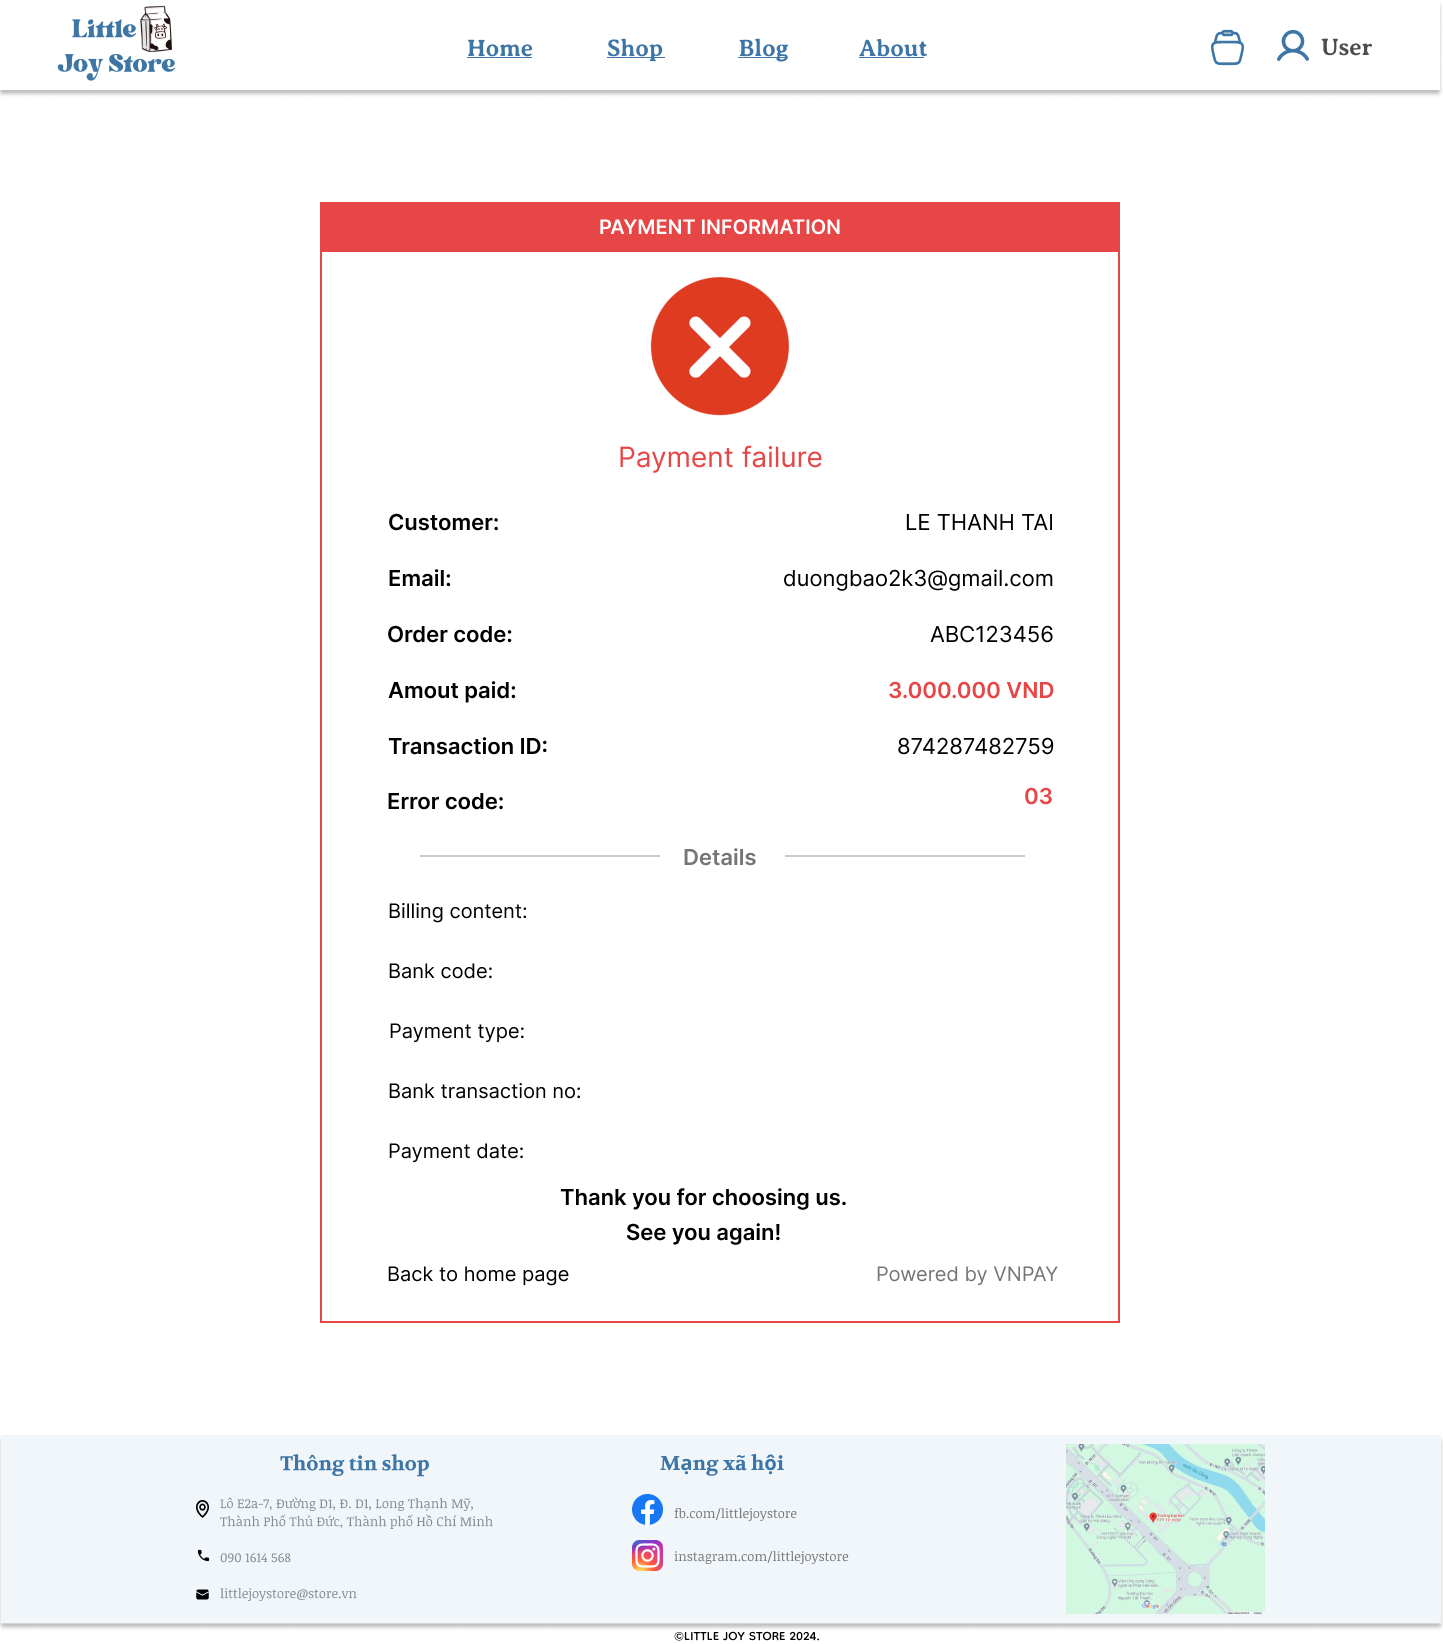 Little
Joy Store
Home
Shop
Blog
About
User
PAYMENT INFORMATION
Payment failure
Customer:
LE THANH TAI
Email:
duongbao2k3@gmail.com
Order code:
ABC123456
Amout paid:
3.000.000 VND
Transaction ID:
874287482759
Error code:
03
Details
Billing content:
Bank code:
Payment type:
Bank transaction no:
Payment date:
Thank you for choosing us.
See you again!
Back to home page
Powered by VNPAY
Thông tin shop
Lô E2a-7, Đường D1, Đ. D1, Long Thạnh Mỹ,
Thành Phố Thủ Đức, Thành phố Hồ Chí Minh
090 1614 568
littlejoystore@store.vn
Mạng xã hội
fb.com/littlejoystore
instagram.com/littlejoystore
©LITTLE JOY STORE 2024.